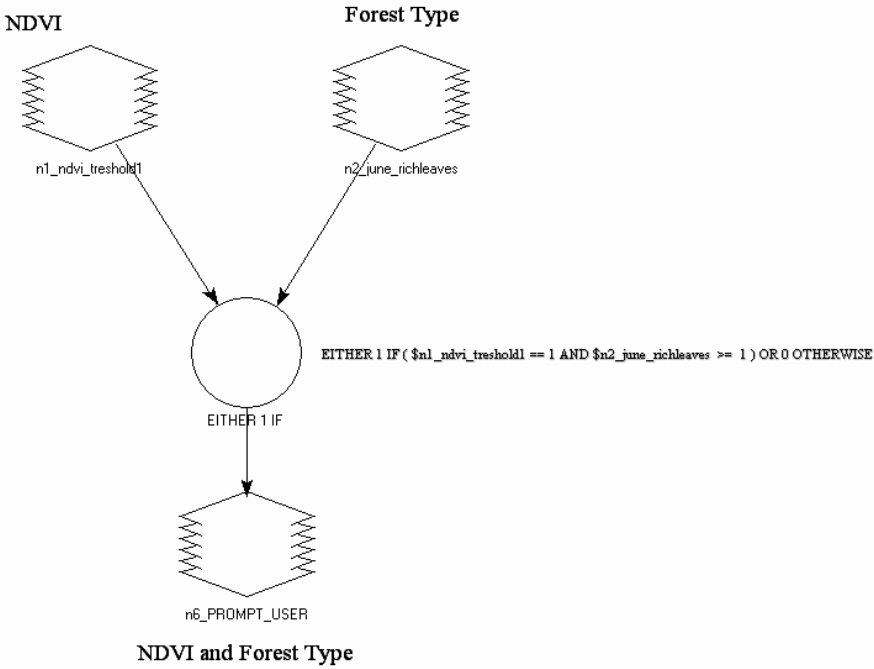 NDVI
Forest Type
n1_ndvi_treshold1
n2_june_richleaves
EITHER 1 IF ( $n1_ndvi_treshold1 == 1 AND $n2_june_richleaves >= 1 ) OR 0 OTHERWISE
EITHER 1 IF
n6_PROMPT_USER
NDVI and Forest Type